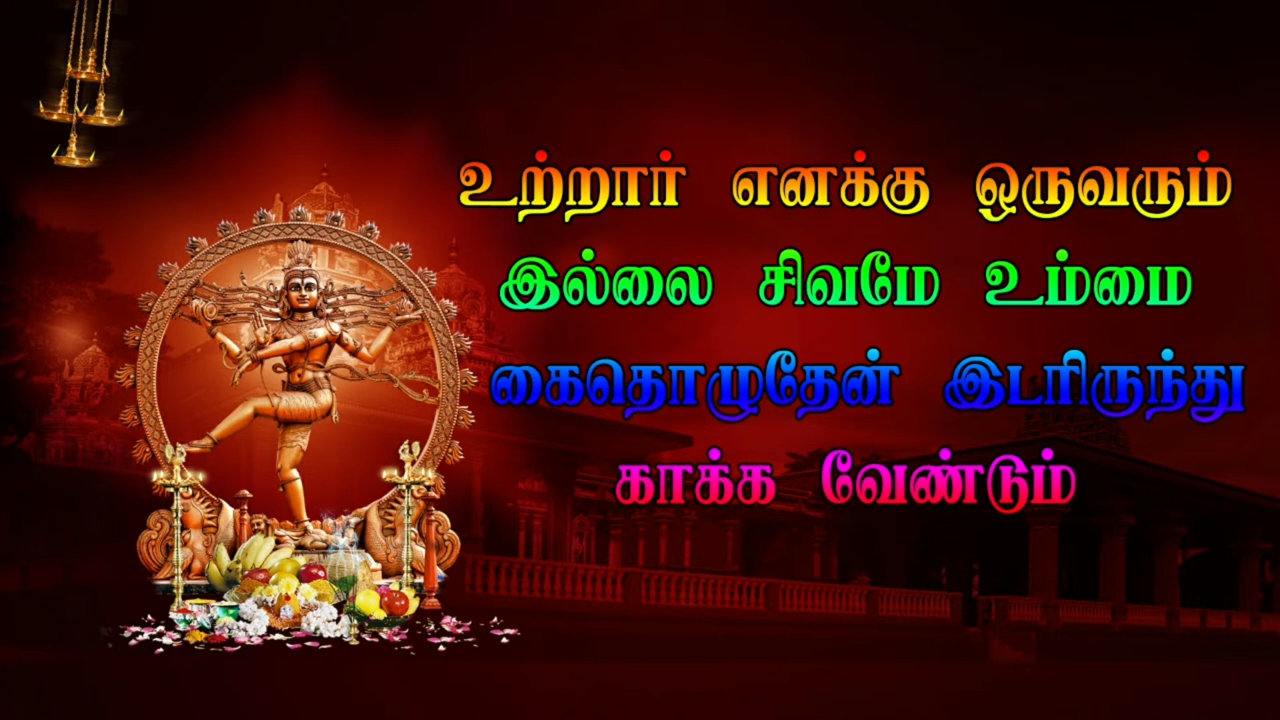 உற்றார் எனக்கு ஒருவரும்
இல்லை சிவமே உம்மை
கைதொழுதேன் இடரிருந்து
காக்க வேண்டும்